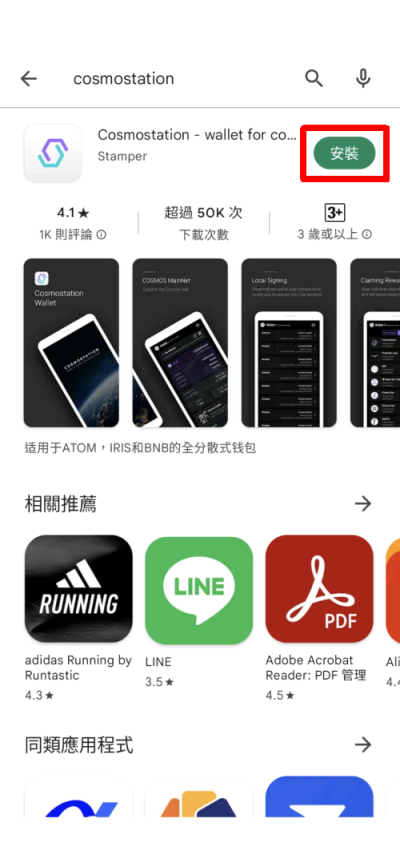 cosmostation
Cosmostation - wallet for co...
Stamper
安裝
4.1★
1K 則評論
超過 50K 次
下載次數
3+
3 歲或以上
Cosmostation
Wallet
COSMOS MainNet
Local Signing
Claiming Rewa
COSMOSTATION
适用于ATOM，IRIS和BNB的全分散式钱包
相關推薦
RUNNING
LINE
PDF
adidas Running by
Runtastic
4.3★
LINE
3.5★
Adobe Acrobat
Reader: PDF 管理
4.5★
Ali
4.4
同類應用程式